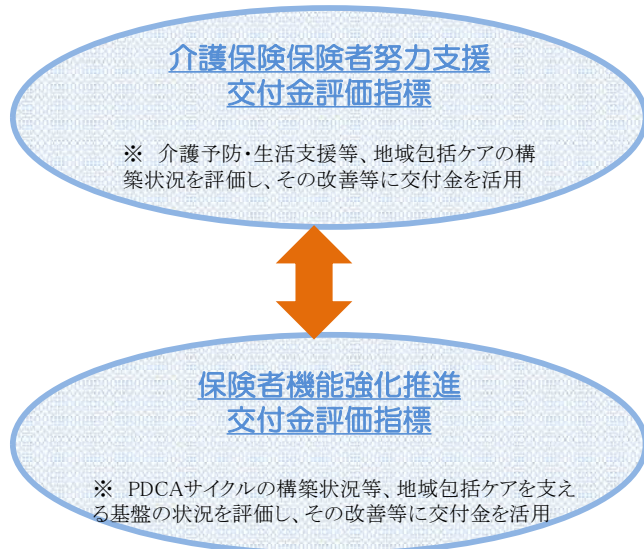 介護保険保険者努力支援
交付金評価指標
※ 介護予防・生活支援等、地域包括ケアの構
築状況を評価し、その改善等に交付金を活用
保険者機能強化推進
交付金評価指標
※ PDCAサイクルの構築状況等、地域包括ケアを支え
る基盤の状況を評価し、その改善等に交付金を活用